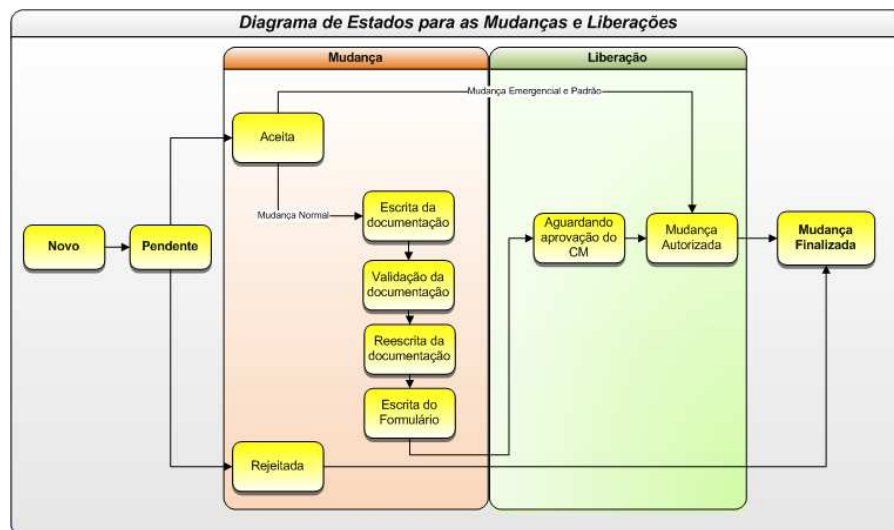 Diagrama de Estados para as Mudanças e Liberações
Mudança
Liberação
Mudança Emergencial e Padrão
Aceita
Mudança Normal
Escrita da
documentação
Novo
Pendente
Aguardando
aprovação do
CM
Mudança
Autorizada
Mudança
Finalizada
Validação da
documentação
Reescrita da
documentação
Escrita do
Formulário
Rejeitada